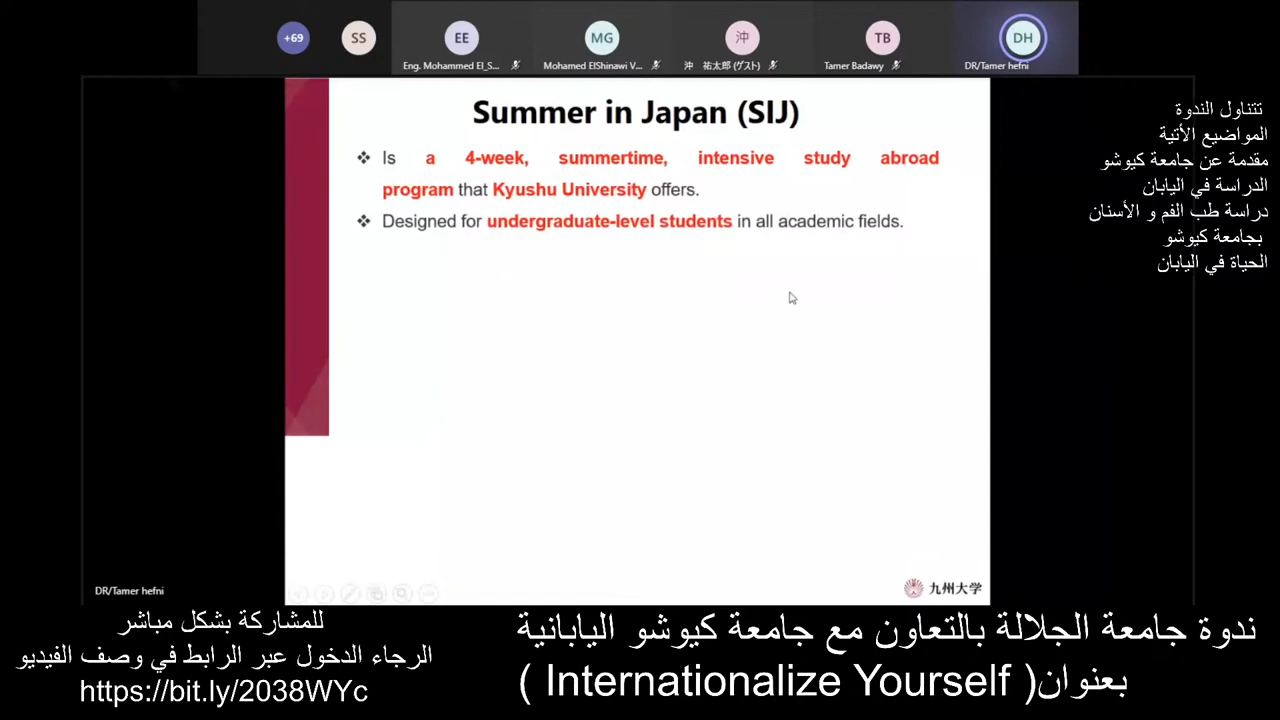 +69
SS
EE
MG
沖
TB
DH
Eng. Mohammed El_S...
Mohamed ElShinawi V...
沖 祐太郎 (ゲスト)
Tamer Badawy
DR/Tamer hefni
Summer in Japan (SIJ)
❖ Is a 4-week, summertime, intensive study abroad
program that Kyushu University offers.
❖ Designed for undergraduate-level students in all academic fields.
九州大学
DR/Tamer hefni
تتناول الندوة
المواضيع الأتية
مقدمة عن جامعة كيوشو
الدراسة في اليابان
دراسة طب الفم و الأسنان
بجامعة كيوشو
الحياة في اليابان
ندوة جامعة الجلالة بالتعاون مع جامعة كيوشو اليابانية
بعنوان( Internationalize Yourself )
للمشاركة بشكل مباشر
الرجاء الدخول عبر الرابط في وصف الفيديو
https://bit.ly/2038WYc